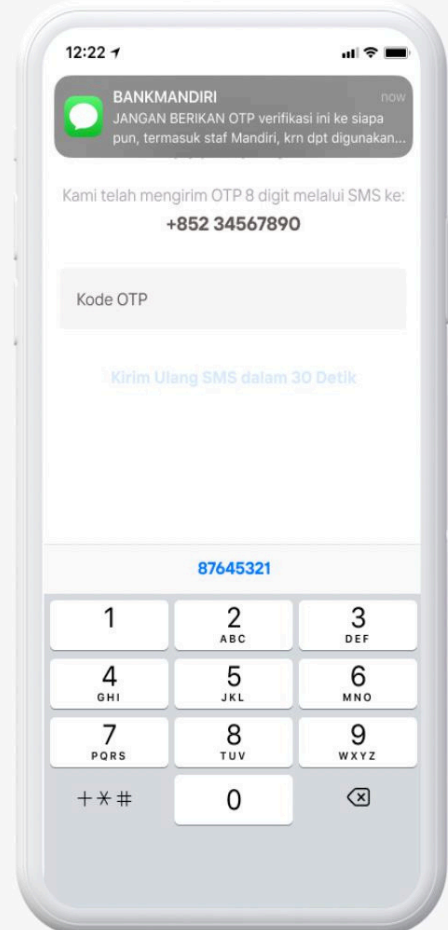 12:22
BANKMANDIRI now
JANGAN BERIKAN OTP verifikasi ini ke siapa
pun, termasuk staf Mandiri, krn dpt digunakan...
Kami telah mengirim OTP 8 digit melalui SMS ke:
+852 34567890
Kode OTP
Kirim Ulang SMS dalam 30 Detik
87645321
1 2 3
ABC DEF
4 5 6
GHI JKL MNO
7 8 9
PQRS TUV WXYZ
+*# 0